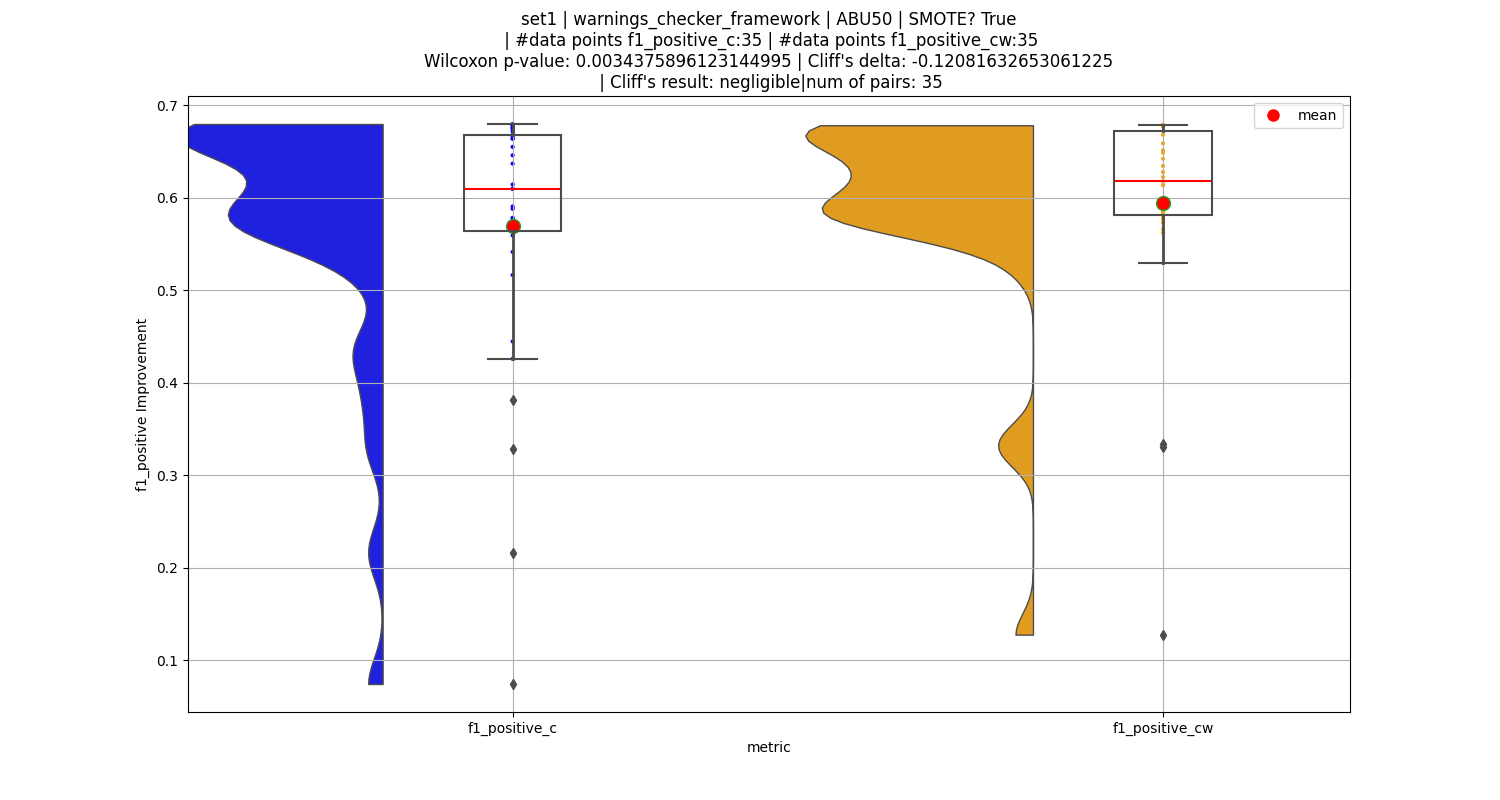 set1 | warnings_checker_framework | ABU50 | SMOTE? True
| #data points f1_positive_c:35 | #data points f1_positive_cw:35
Wilcoxon p-value: 0.0034375896123144995 | Cliff's delta: -0.12081632653061225
| Cliff's result: negligible|num of pairs: 35
mean
0.7
0.6
0.5
0.4
0.3
0.2
0.1
f1_positive Improvement
f1_positive_c
f1_positive_cw
metric